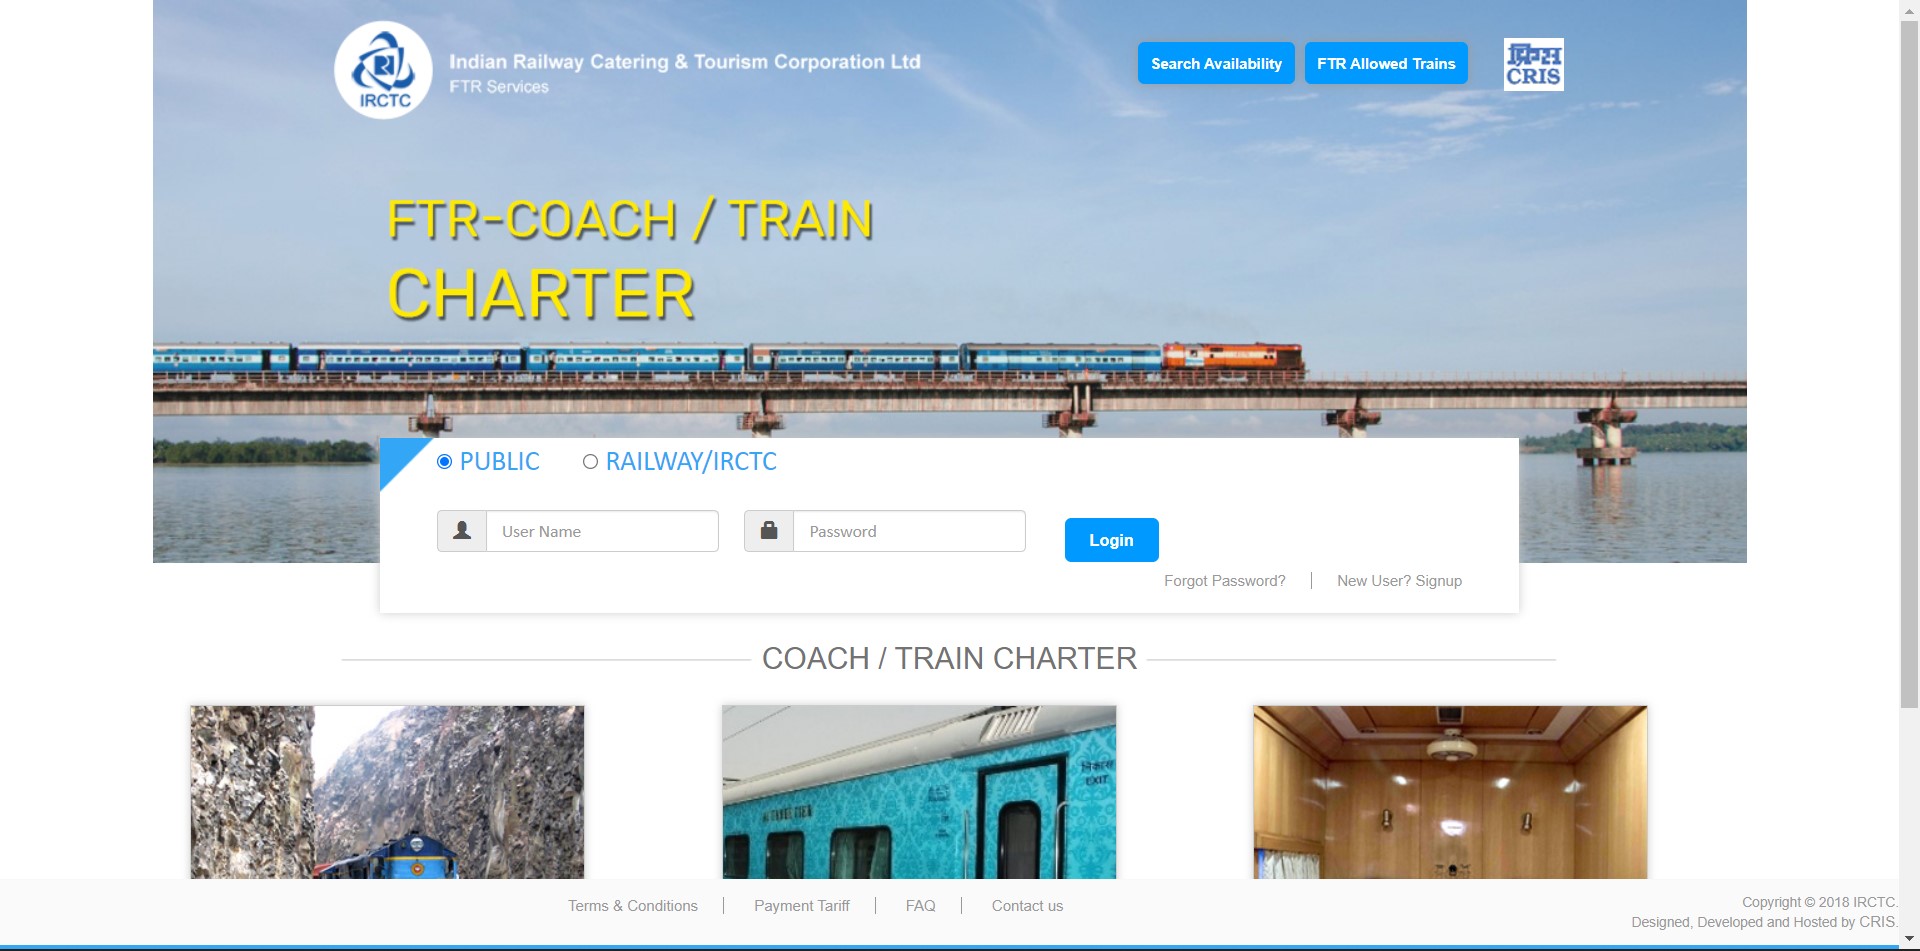 IRCTC
Indian Railway Catering & Tourism Corporation Ltd
FTR Services
Search Availability
FTR Allowed Trains
क्रिस
CRIS
FTR-COACH / TRAIN
CHARTER
PUBLIC
RAILWAY/IRCTC
User Name
Password
Login
Forgot Password?
New User? Signup
COACH / TRAIN CHARTER
निकास
EXIT
Terms & Conditions
Payment Tariff
FAQ
Contact us
Copyright © 2018 IRCTC.
Designed, Developed and Hosted by CRIS.